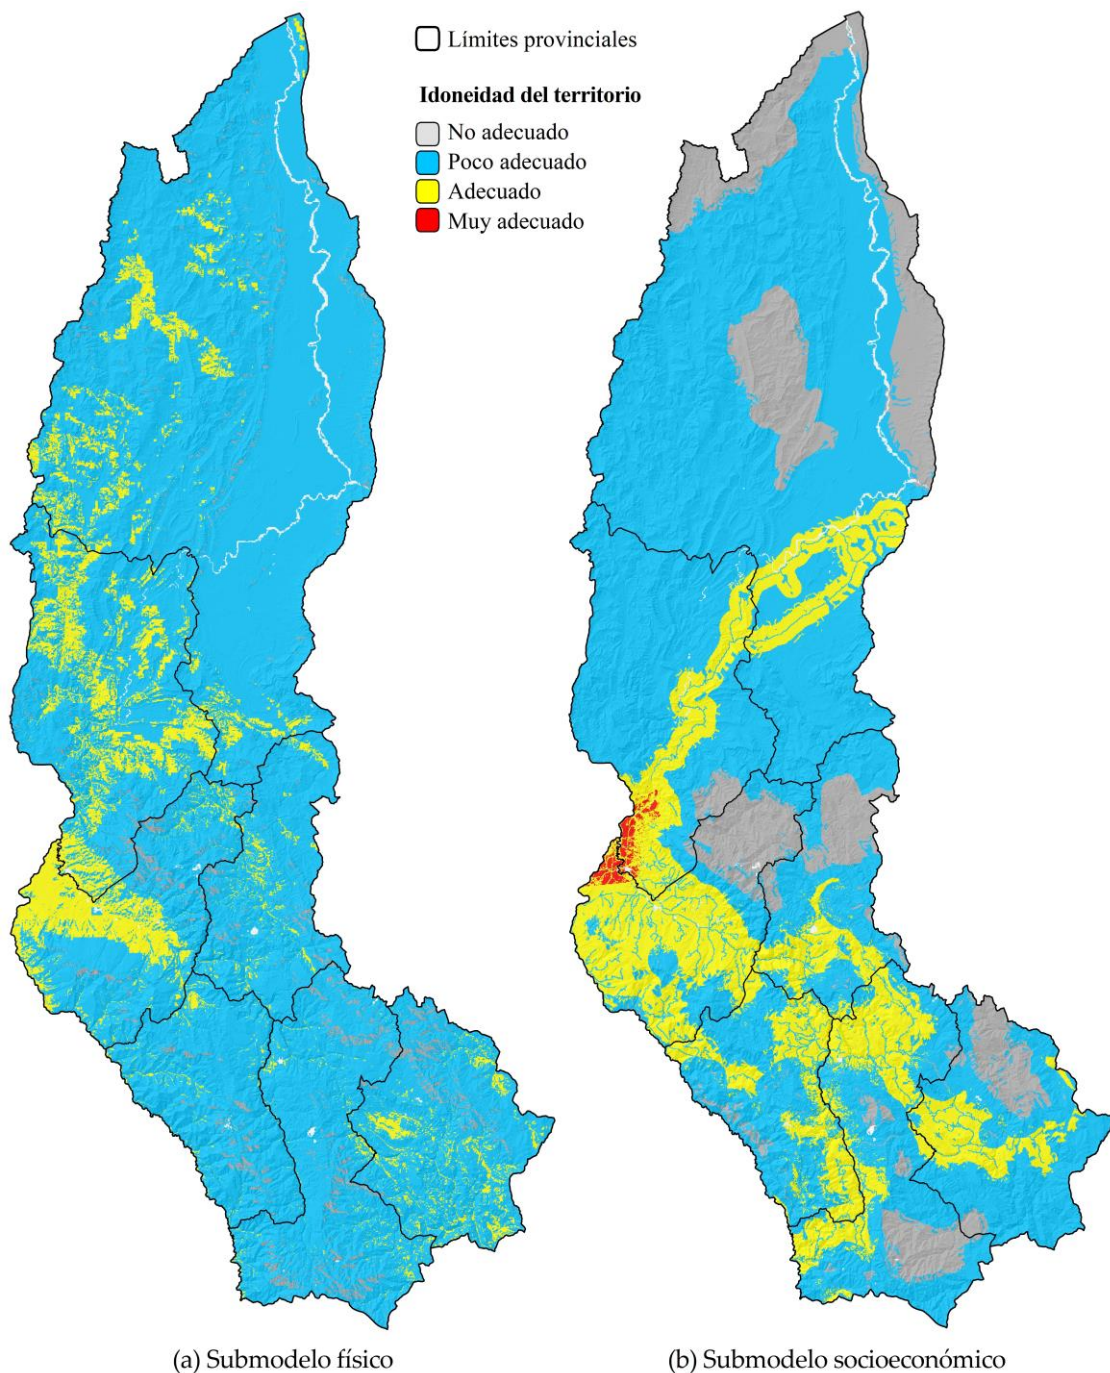 Límites provinciales
Idoneidad del territorio
No adecuado
Poco adecuado
Adecuado
Muy adecuado
(a) Submodelo físico
(b) Submodelo socioeconómico